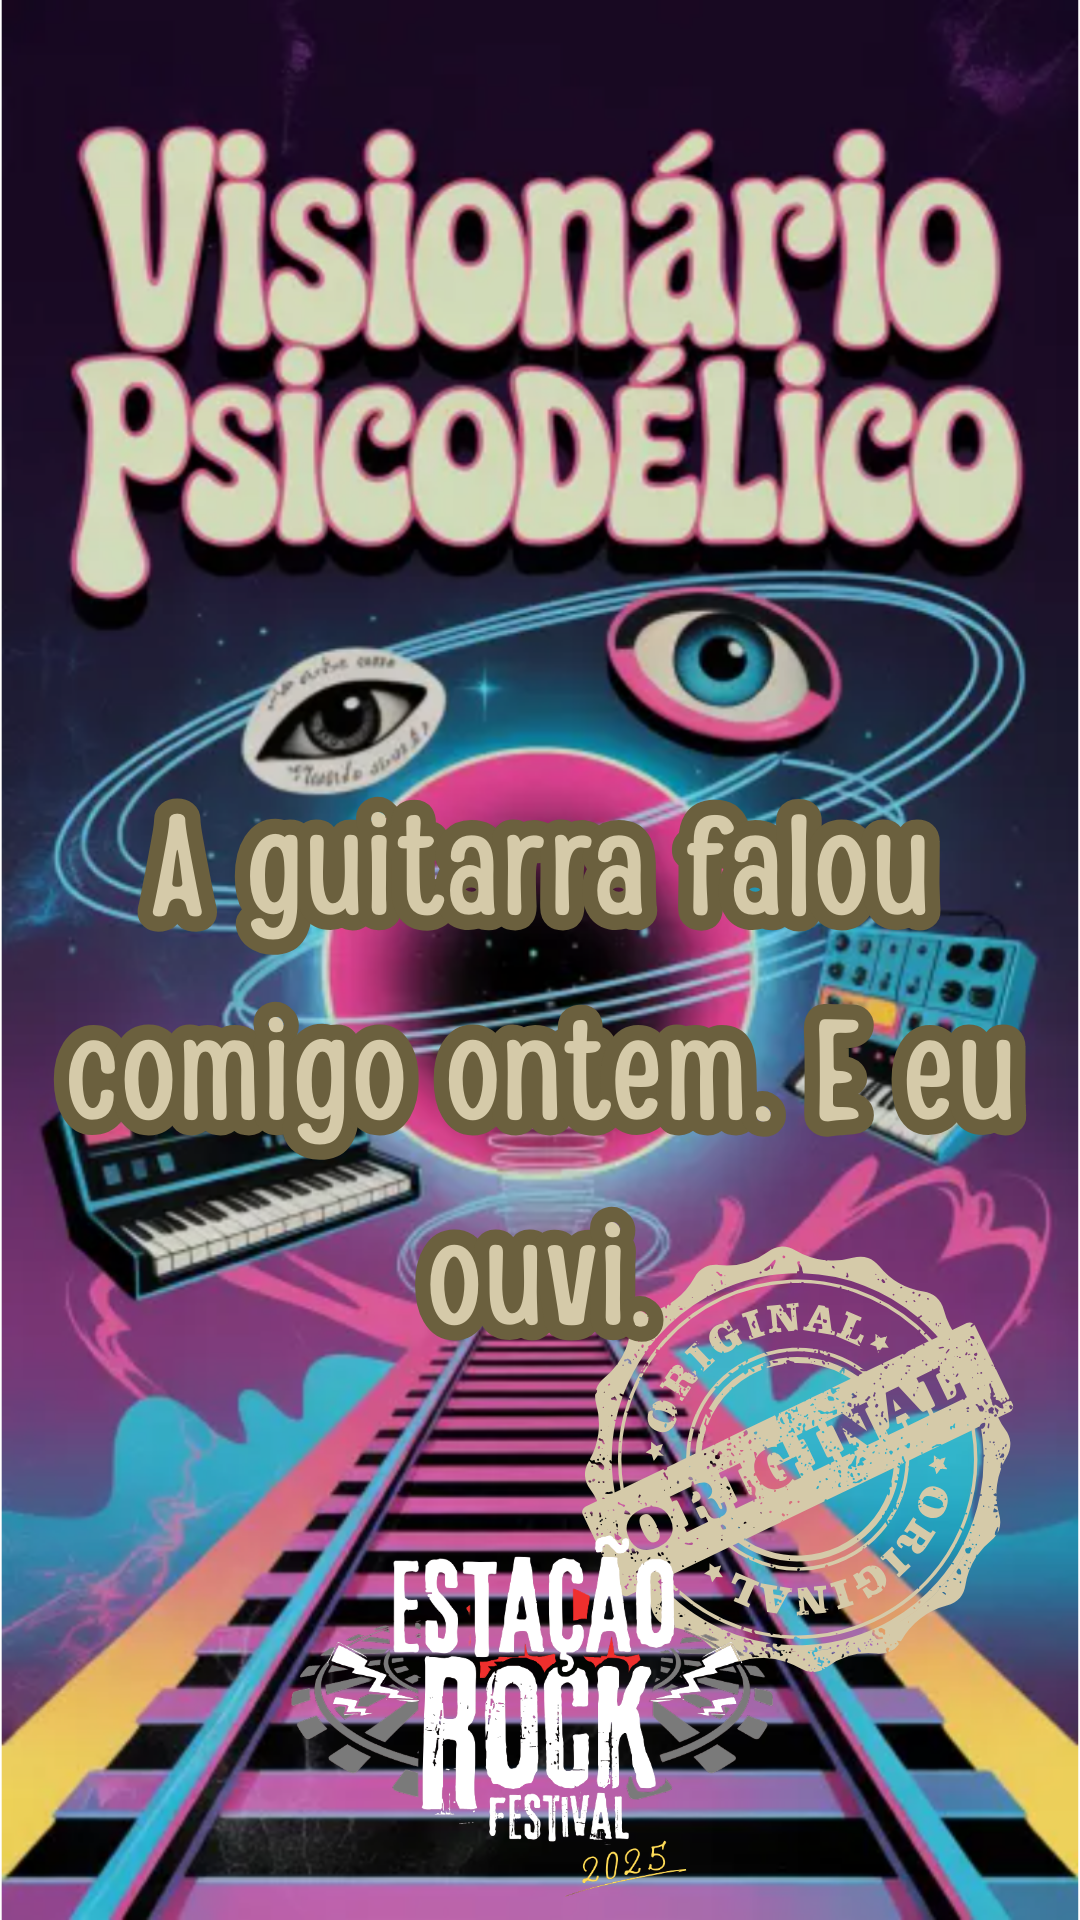 Visionário
PsicoDÉLico
A guitarra falou
comigo ontem. E eu
ouvi.
ORIGINAL
ORIGINAL
ORIGINAL
ESTAÇÃO
ROCK
FESTIVAL
2025